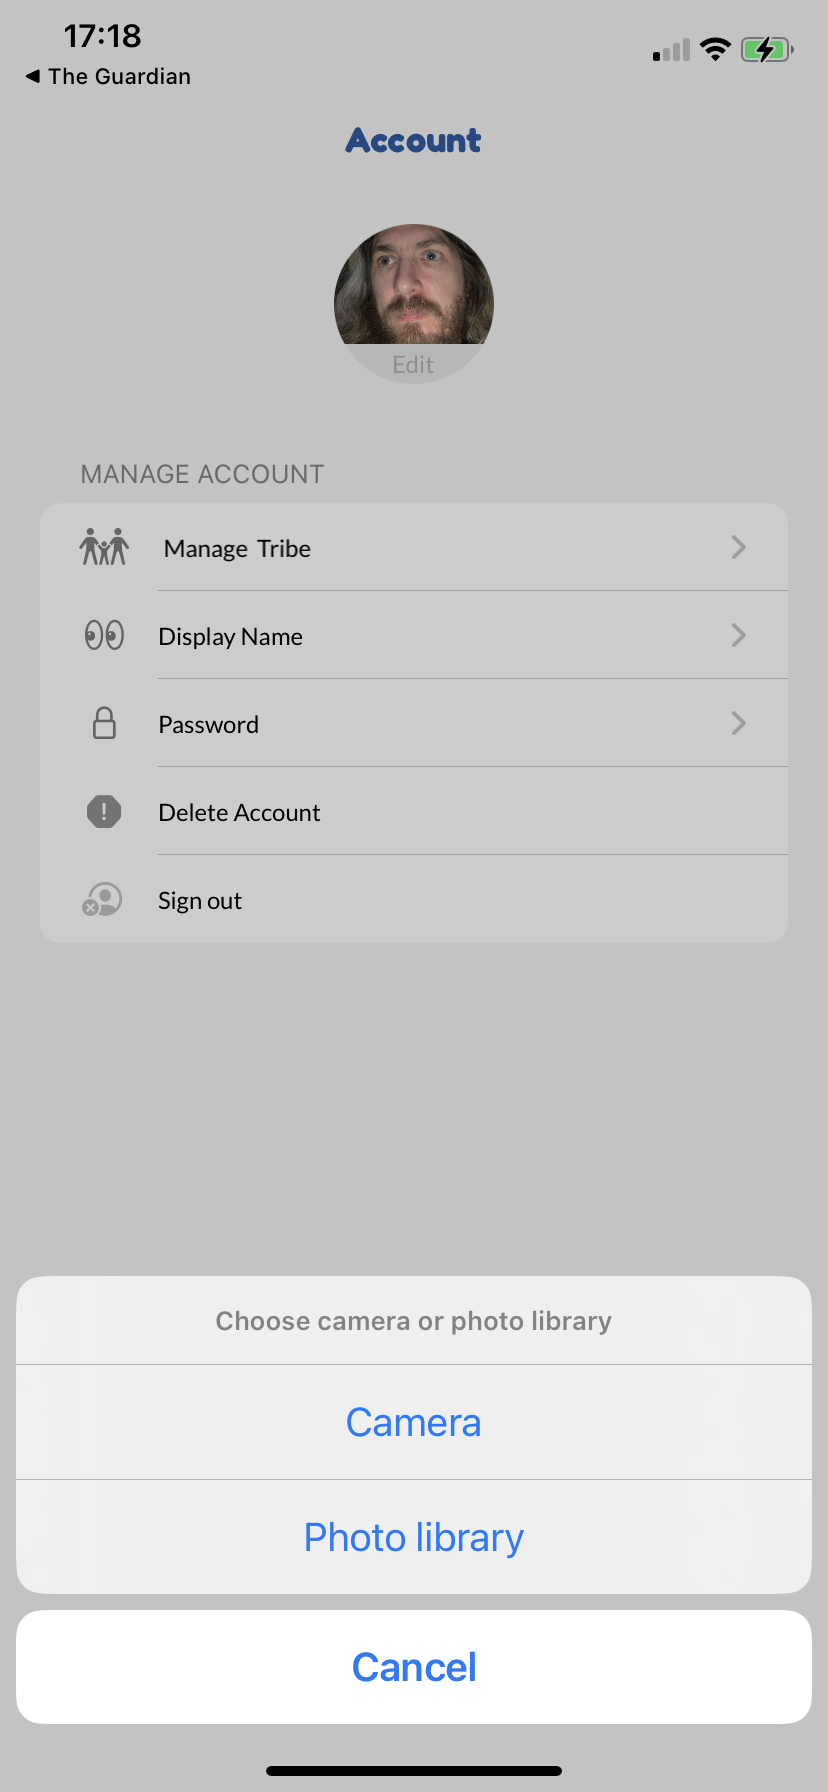 17:18
◀ The Guardian
Account
Edit
MANAGE ACCOUNT
Manage Tribe
Display Name
Password
Delete Account
Sign out
Choose camera or photo library
Camera
Photo library
Cancel